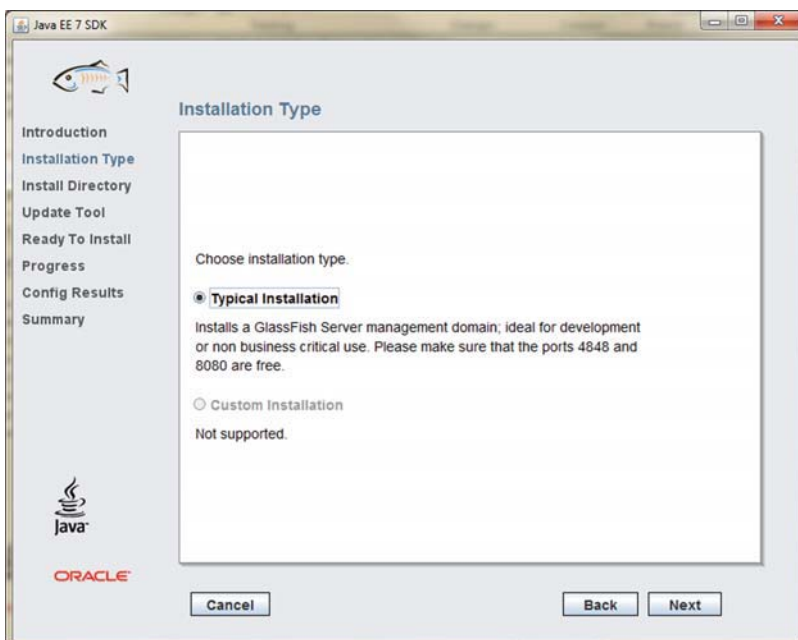 Java EE 7 SDK
Installation Type
Introduction
Installation Type
Install Directory
Update Tool
Ready To Install
Progress
Config Results
Summary
Choose installation type.
Typical Installation
Installs a GlassFish Server management domain; ideal for development
or non business critical use. Please make sure that the ports 4848 and
8080 are free.
Custom Installation
Not supported.
Java™
ORACLE®
Cancel
Back
Next